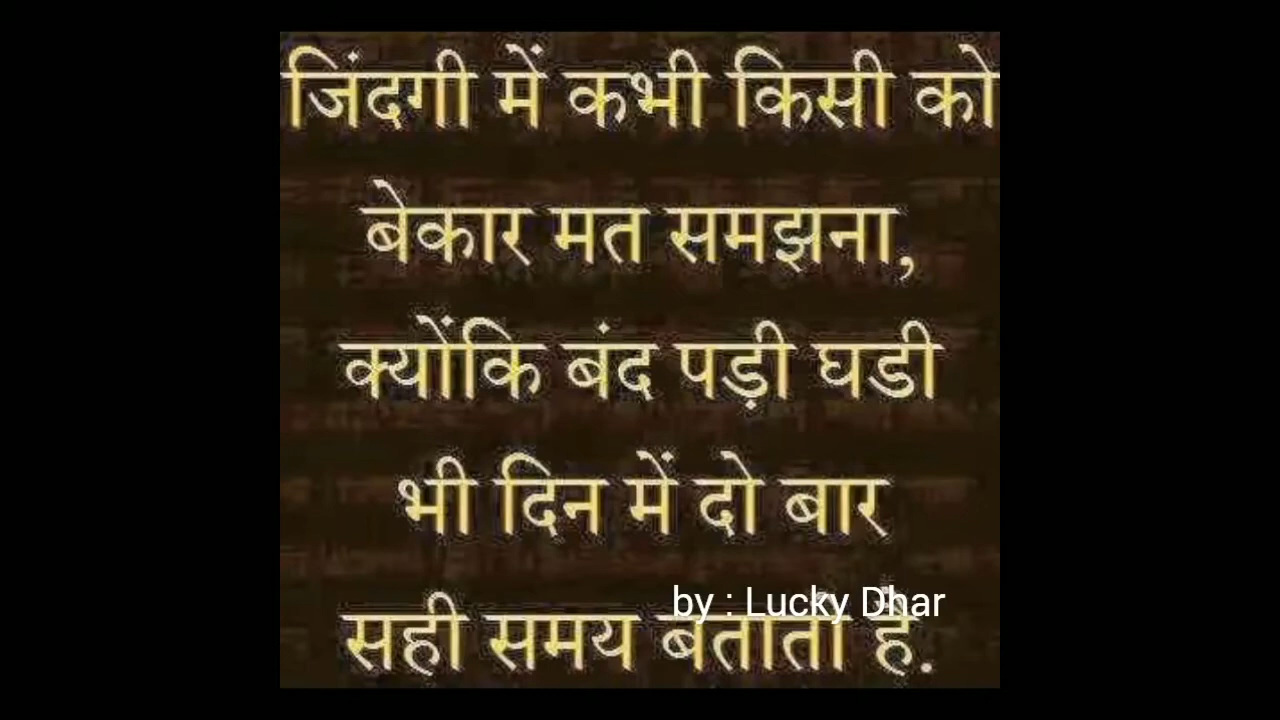 जिंदगी में कभी किसी को
बेकार मत समझना,
क्योंकि बंद पड़ी घडी
भी दिन में दो बार
by : Lucky Dhar
सही समय बताती है.